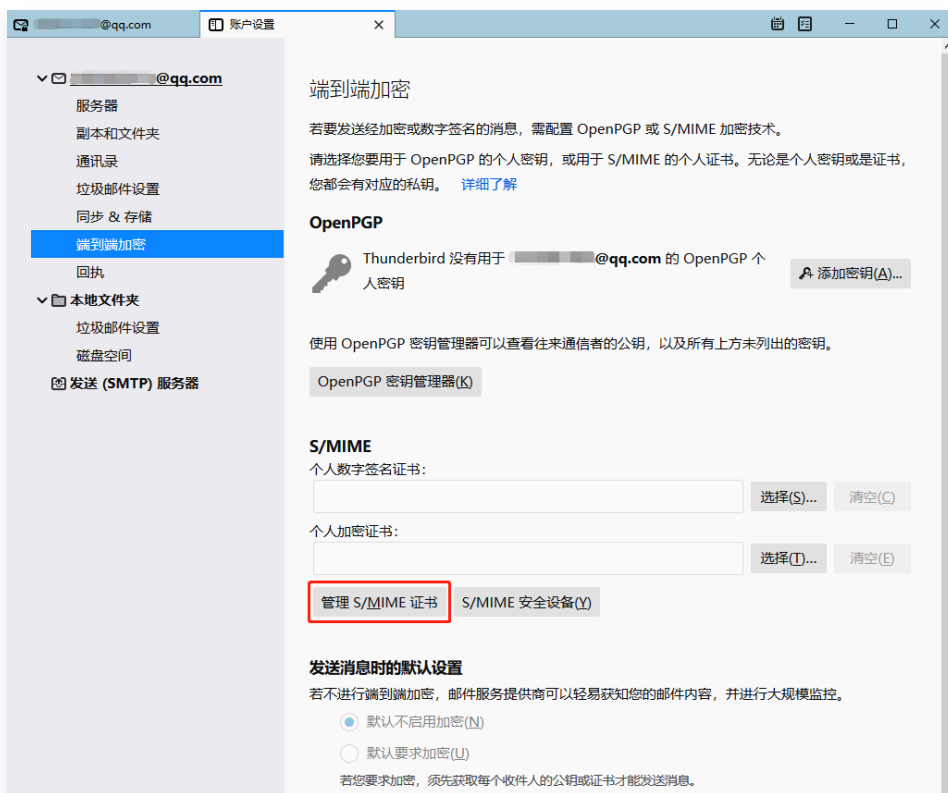 @qq.com
账户设置
@qq.com
服务器
副本和文件夹
通讯录
垃圾邮件设置
同步 & 存储
端到端加密
回执
本地文件夹
垃圾邮件设置
磁盘空间
发送 (SMTP) 服务器
端到端加密
若要发送经加密或数字签名的消息，需配置 OpenPGP 或 S/MIME 加密技术。
请选择您要用于 OpenPGP 的个人密钥，或用于 S/MIME 的个人证书。无论是个人密钥或是证书，
您都会有对应的私钥。 详细了解
OpenPGP
Thunderbird 没有用于 @qq.com 的 OpenPGP 个
人密钥
添加密钥(A)...
使用 OpenPGP 密钥管理器可以查看往来通信者的公钥，以及所有上方未列出的密钥。
OpenPGP 密钥管理器(K)
S/MIME
个人数字签名证书：
选择(S)... 清空(C)
个人加密证书：
选择(T)... 清空(E)
管理 S/MIME 证书 S/MIME 安全设备(Y)
发送消息时的默认设置
若不进行端到端加密，邮件服务提供商可以轻易获知您的邮件内容，并进行大规模监控。
默认不启用加密(N)
默认要求加密(U)
若您要求加密，须先获取每个收件人的公钥或证书才能发送消息。